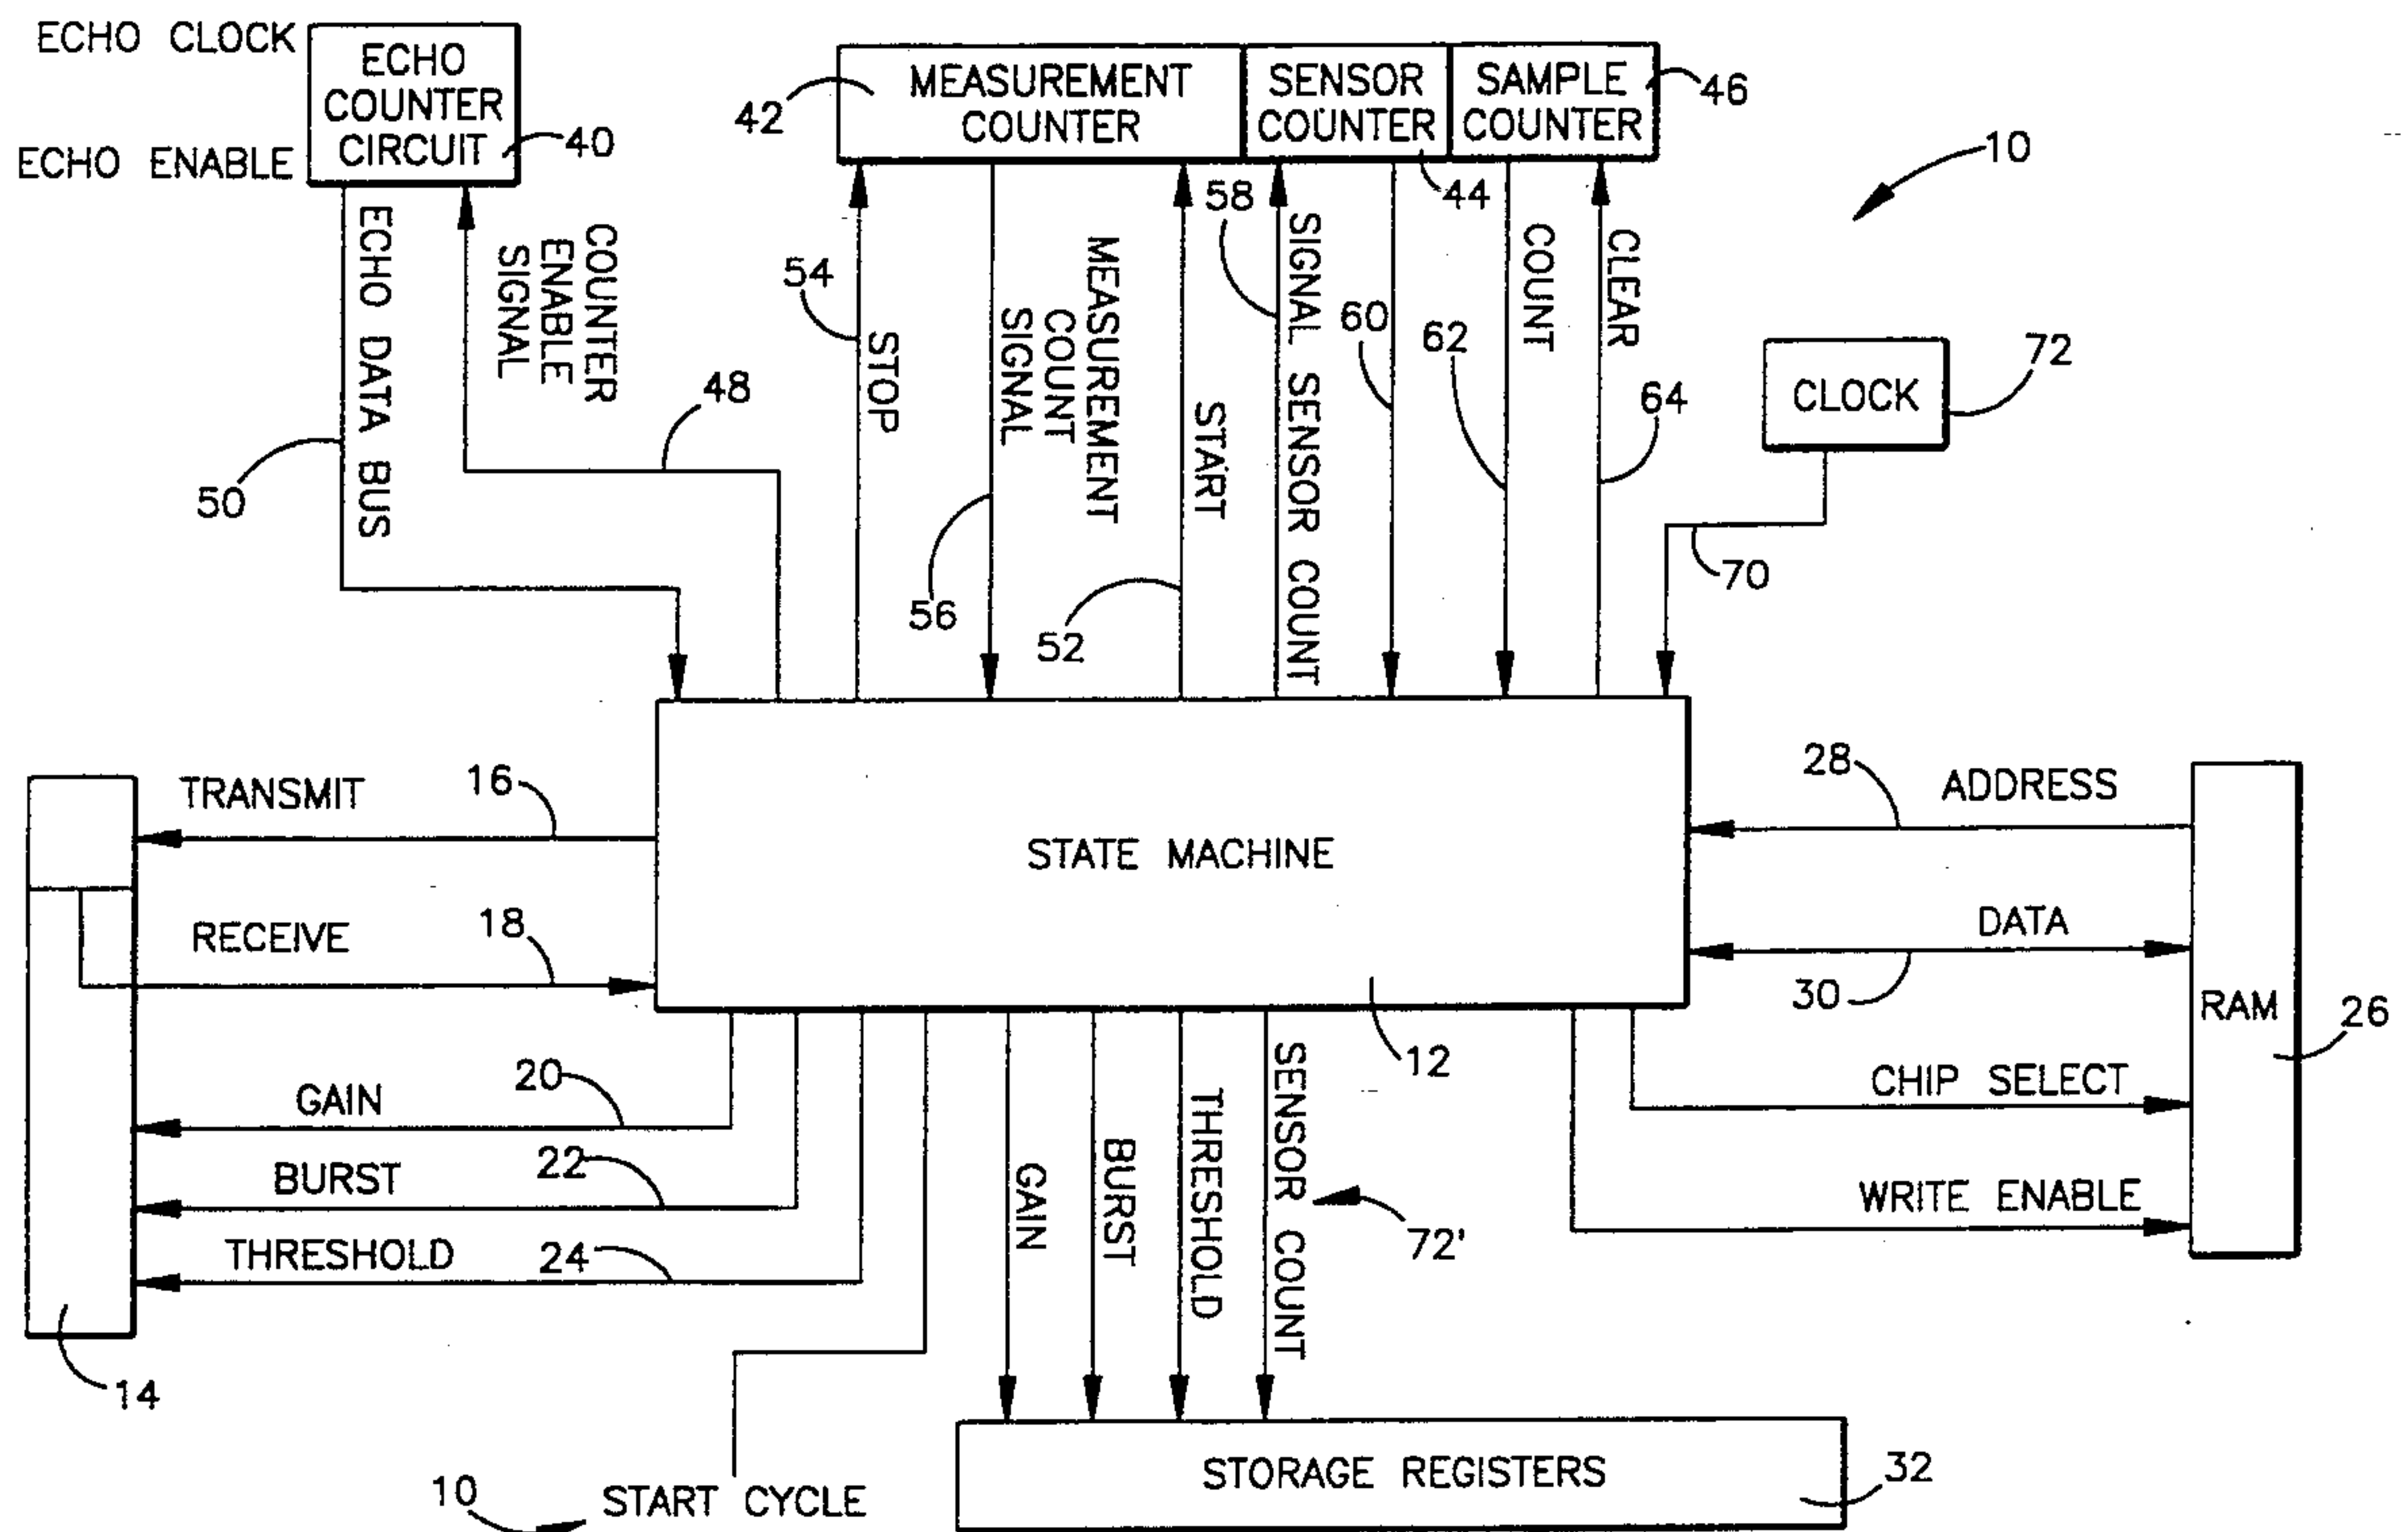 ECHO CLOCK
ECHO ENABLE
ECHO
COUNTER
CIRCUIT
40
42
MEASUREMENT
COUNTER
SENSOR
COUNTER
44
SAMPLE
COUNTER
46
10
ECHO DATA BUS
50
COUNTER
ENABLE
SIGNAL
48
54
STOP
56
MEASUREMENT
COUNT
SIGNAL
52
START
58
SIGNAL SENSOR COUNT
60
62
COUNT
CLEAR
64
CLOCK
72
70
TRANSMIT
16
RECEIVE
18
STATE MACHINE
12
28
ADDRESS
DATA
30
RAM
26
CHIP SELECT
WRITE ENABLE
GAIN
20
BURST
22
THRESHOLD
24
14
GAIN
BURST
THRESHOLD
SENSOR COUNT
72'
10
START CYCLE
STORAGE REGISTERS
32